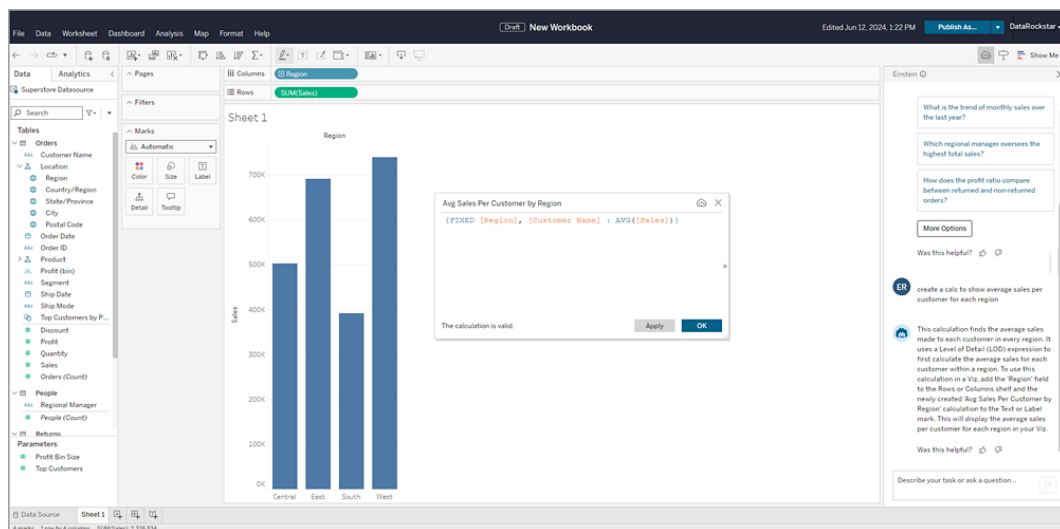 Draft New Workbook
Edited Jun 12, 2024, 1:22 PM
Publish As...
DataRockstar
File Data Worksheet Dashboard Analysis Map Format Help
Show Me
Data Analytics
Superstore Datasource
Search
Tables
Orders
Abc Customer Name
Location
Region
Country/Region
State/Province
City
Postal Code
Order Date
Abc Order ID
Product
Profit (bin)
Abc Segment
Ship Date
Abc Ship Mode
Top Customers by P...
Discount
Profit
Quantity
Sales
Orders (Count)
People
Abc Regional Manager
People (Count)
Returns
Parameters
Profit Bin Size
Top Customers
Pages
Filters
Marks
Automatic
Color Size Label
Detail Tooltip
Columns Region
Rows SUM(Sales)
Sheet 1
Region
Sales
700K
600K
500K
400K
300K
200K
100K
0K
Central East South West
Avg Sales Per Customer by Region
{FIXED [Region], [Customer Name] : AVG([Sales])}
The calculation is valid.
Apply OK
Einstein
What is the trend of monthly sales over
the last year?
Which regional manager oversees the
highest total sales?
How does the profit ratio compare
between returned and non-returned
orders?
More Options
Was this helpful?
ER
create a calc to show average sales per
customer for each region
This calculation finds the average sales
made to each customer in every region. It
uses a Level of Detail (LOD) expression to
first calculate the average sales for each
customer within a region. To use this
calculation in a Viz, add the 'Region' field
to the Rows or Columns shelf and the
newly created 'Avg Sales Per Customer by
Region' calculation to the Text or Label
mark. This will display the average sales
per customer for each region in your Viz.
Was this helpful?
Describe your task or ask a question...
Data Source Sheet 1